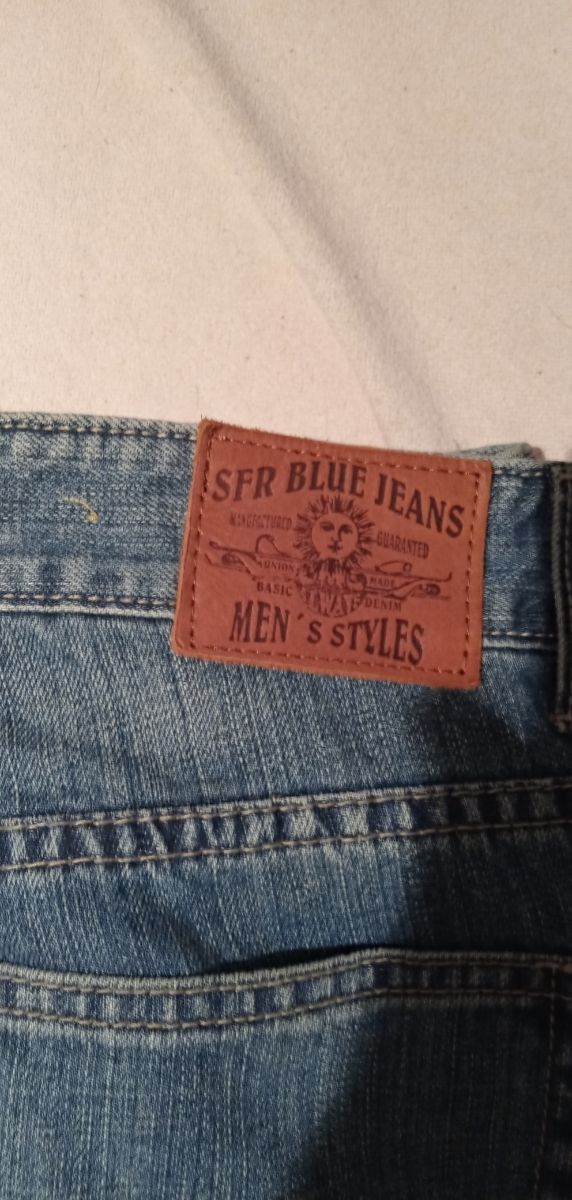 SFR BLUE JEANS
MANUFACTURED GUARANTED
UNION MADE
BASIC DENIM
MEN´S STYLES